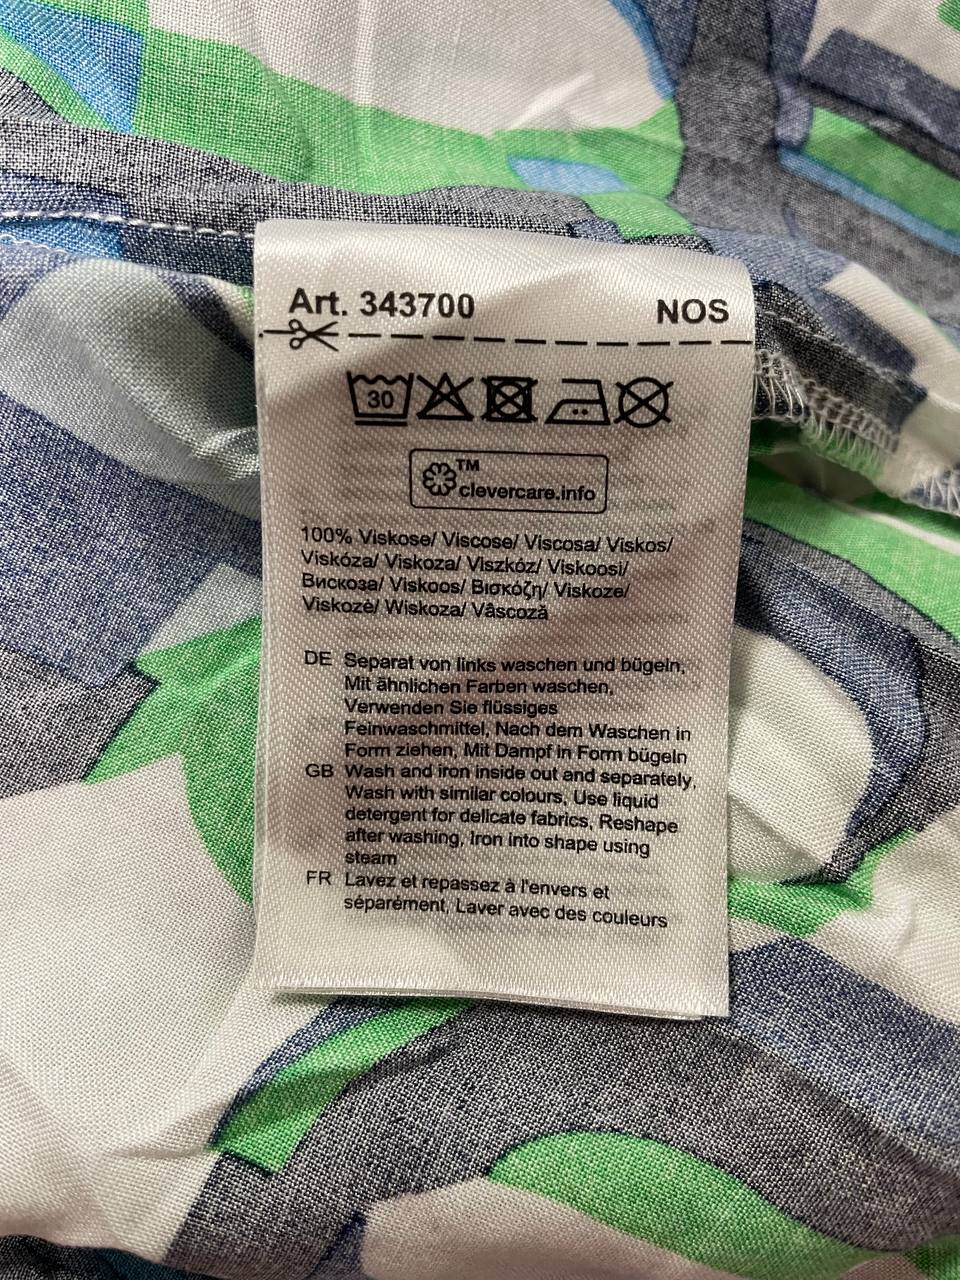 Art. 343700 NOS
30
TM
clevercare.info
100% Viskose/ Viscose/ Viscosa/ Viskos/
Viskóza/ Viskoza/ Viszkóz/ Viskoosi/
Вискоза/ Viskoos/ Βισκόζη/ Viskoze/
Viskozė/ Wiskoza/ Vâscoză
DE Separat von links waschen und bügeln,
Mit ähnlichen Farben waschen,
Verwenden Sie flüssiges
Feinwaschmittel, Nach dem Waschen in
Form ziehen, Mit Dampf in Form bügeln
GB Wash and iron inside out and separately,
Wash with similar colours, Use liquid
detergent for delicate fabrics, Reshape
after washing, Iron into shape using
steam
FR Lavez et repassez à l'envers et
séparément, Laver avec des couleurs